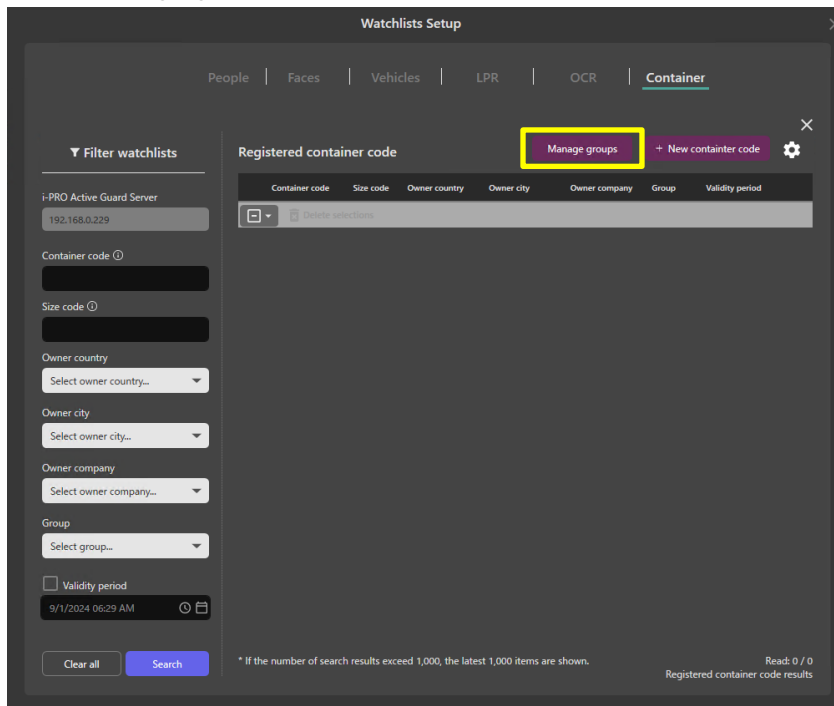 Watchlists Setup
People Faces Vehicles LPR OCR Container
Filter watchlists
i-PRO Active Guard Server
192.168.0.229
Container code
Size code
Owner country
Select owner country...
Owner city
Select owner city...
Owner company
Select owner company...
Group
Select group...
Validity period
9/1/2024 06:29 AM
Clear all Search
Registered container code
Manage groups + New containter code
Container code Size code Owner country Owner city Owner company Group Validity period
Delete selections
* If the number of search results exceed 1,000, the latest 1,000 items are shown.
Read: 0 / 0
Registered container code results